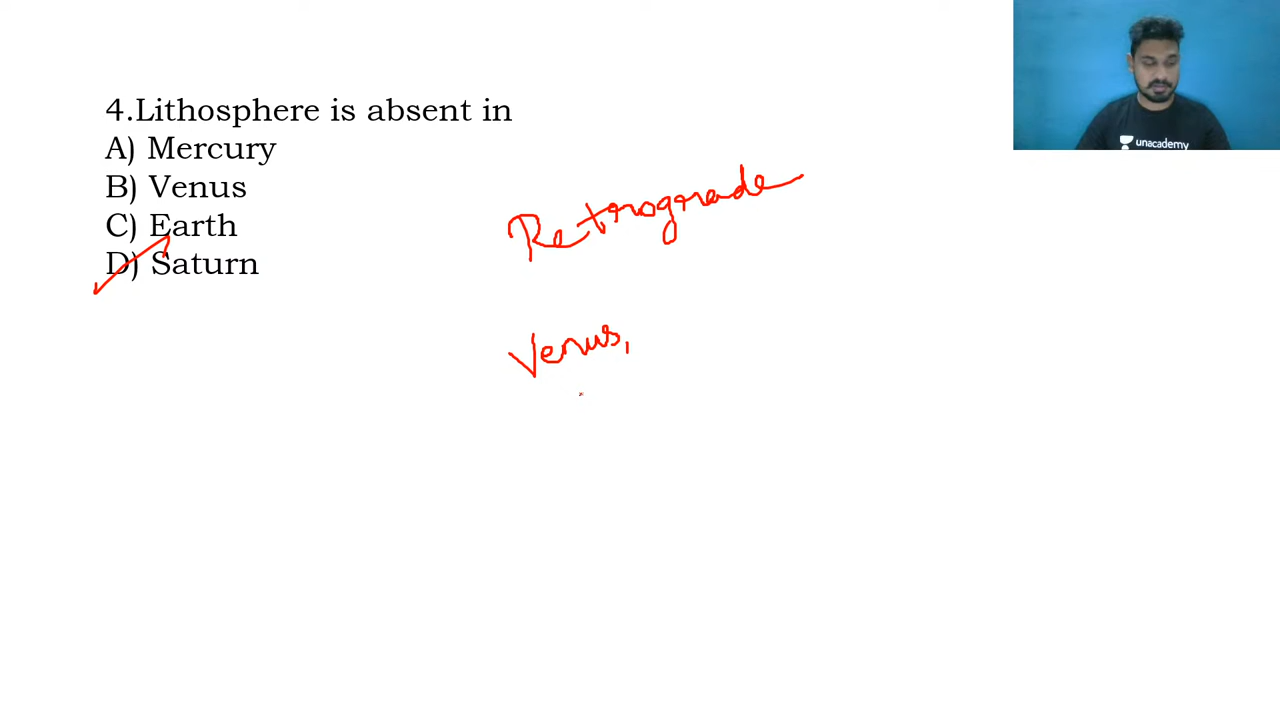 4.Lithosphere is absent in
A) Mercury
B) Venus
C) Earth
D) Saturn
Retrograde
Venus,
unacademy